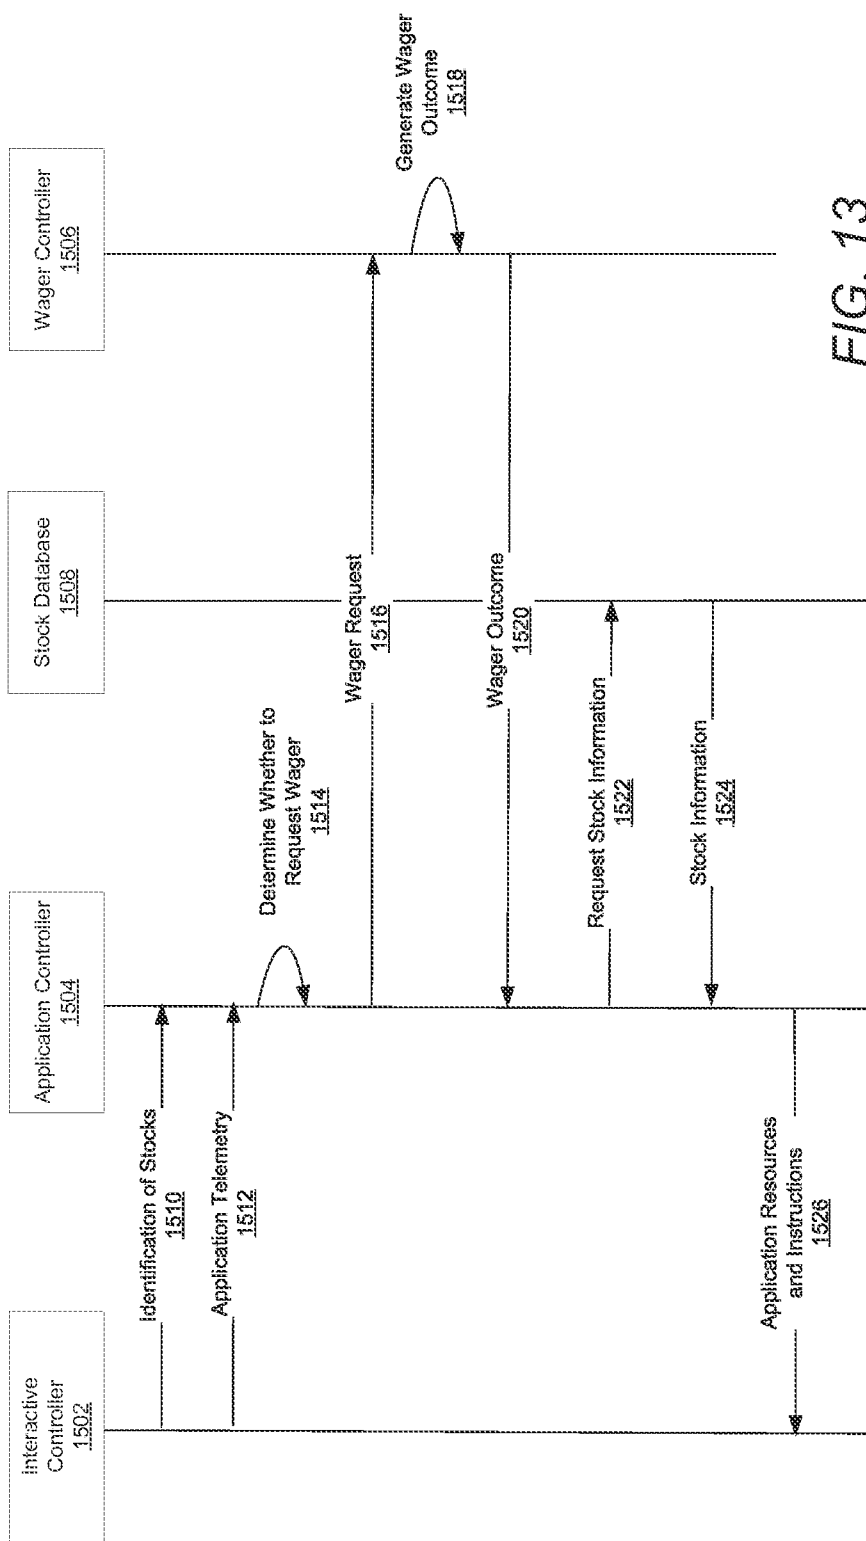 Interactive
Controller
1502
Application Controller
1504
Stock Database
1508
Wager Controller
1506
Identification of Stocks
1510
Application Telemetry
1512
Determine Whether to
Request Wager
1514
Wager Request
1516
Generate Wager
Outcome
1518
Wager Outcome
1520
Request Stock Information
1522
Stock Information
1524
Application Resources
and Instructions
1526
FIG. 13